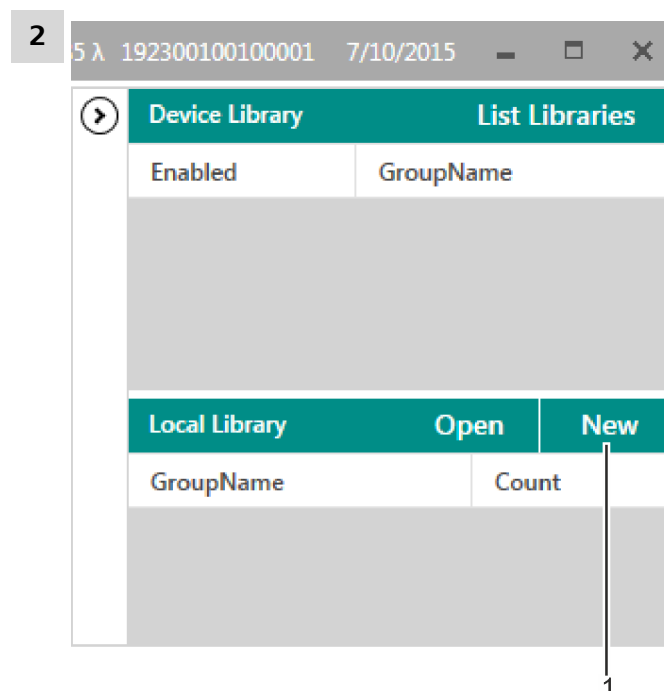 2
5 λ 192300100100001 7/10/2015
Device Library List Libraries
Enabled GroupName
Local Library Open New
GroupName Count
1